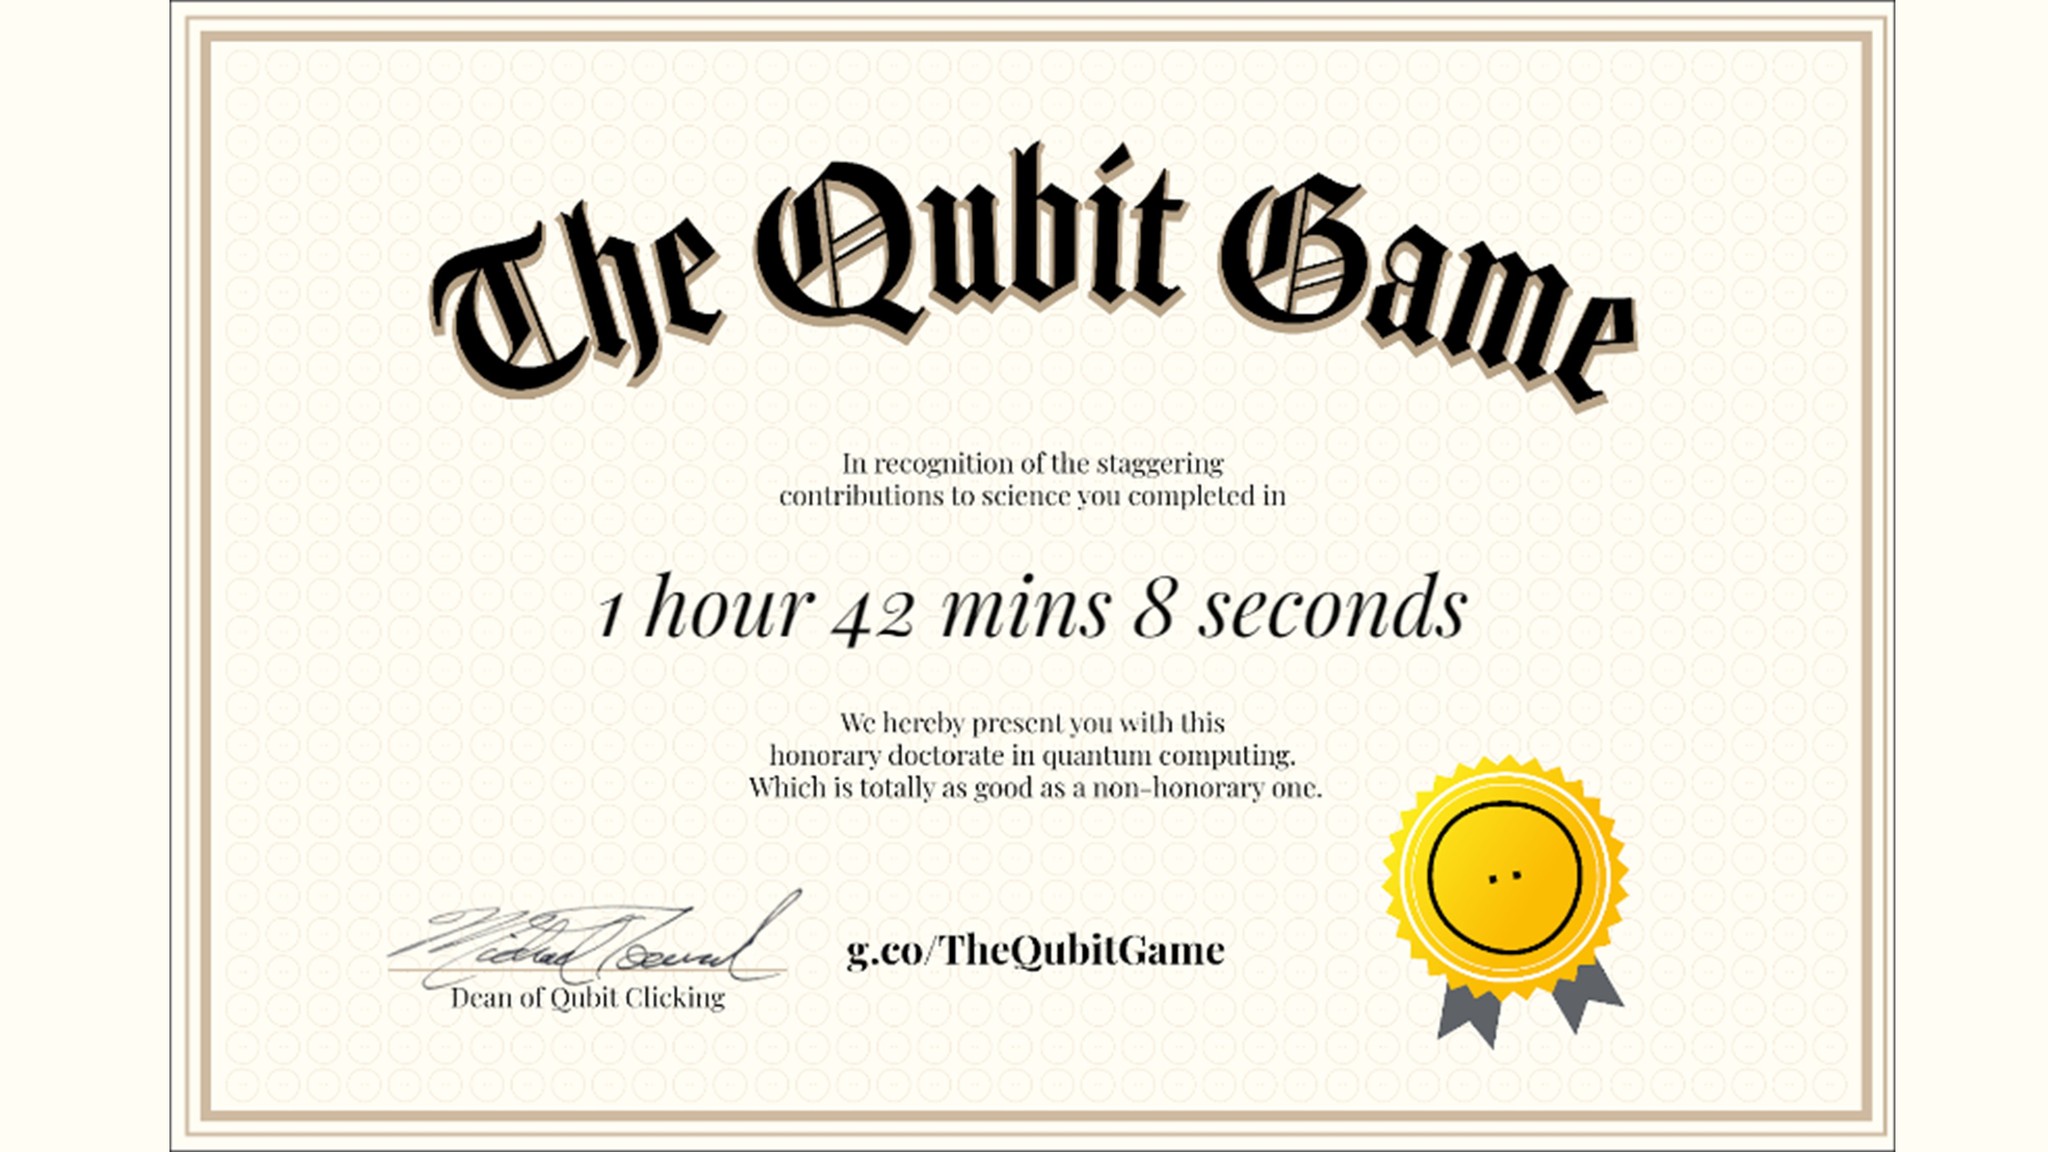 The Qubit Game
In recognition of the staggering
contributions to science you completed in
1 hour 42 mins 8 seconds
We hereby present you with this
honorary doctorate in quantum computing.
Which is totally as good as a non-honorary one.
g.co/TheQubitGame
Dean of Qubit Clicking